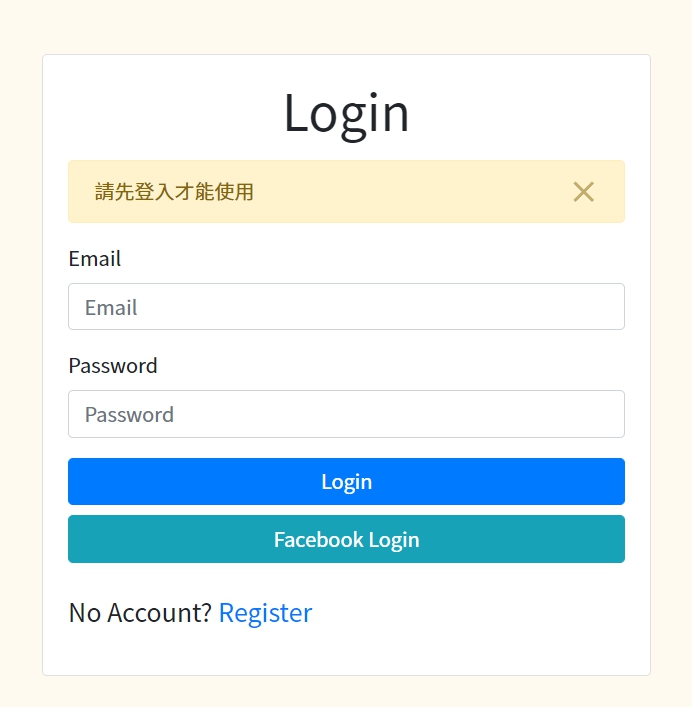 Login
請先登入才能使用
Email
Email
Password
Password
Login
Facebook Login
No Account? Register